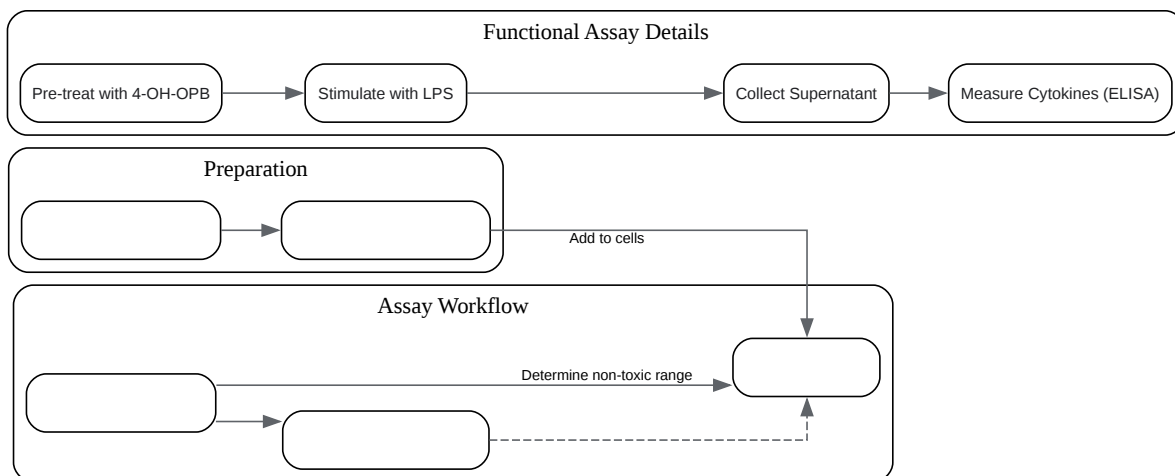 Functional Assay Details
Pre-treat with 4-OH-OPB
Stimulate with LPS
Collect Supernatant
Measure Cytokines (ELISA)
Preparation
Add to cells
Assay Workflow
Determine non-toxic range